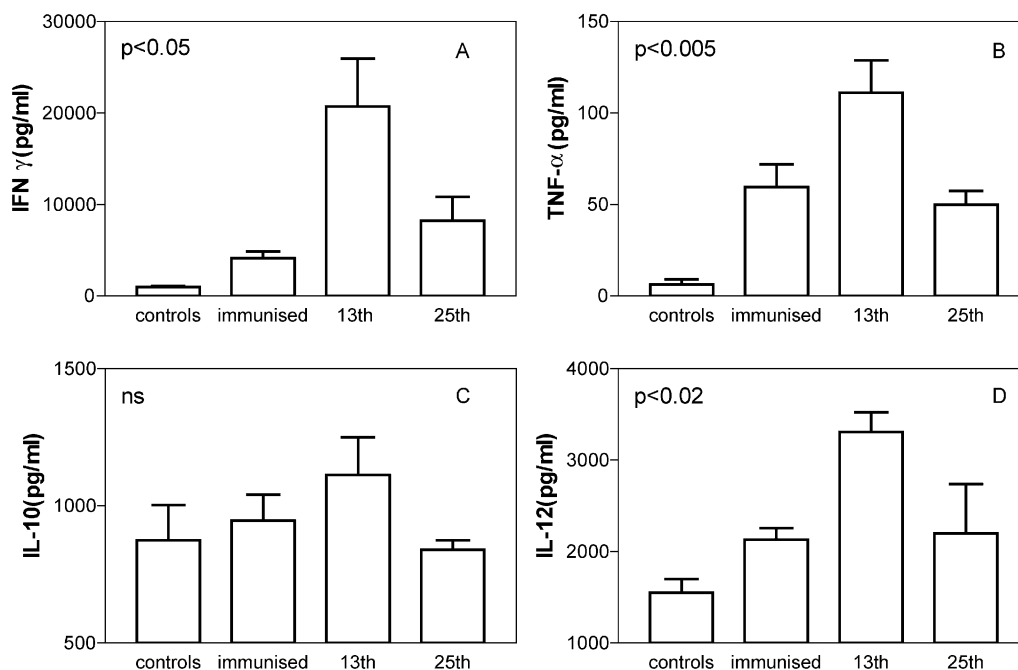 30000
p<0.05
A
20000
10000
0
IFN γ(pg/ml)
controls immunised 13th 25th
150
p<0.005
B
100
50
0
TNF-α(pg/ml)
controls immunised 13th 25th
1500
ns
C
1000
500
IL-10(pg/ml)
controls immunised 13th 25th
4000
p<0.02
D
3000
2000
1000
IL-12(pg/ml)
controls immunised 13th 25th